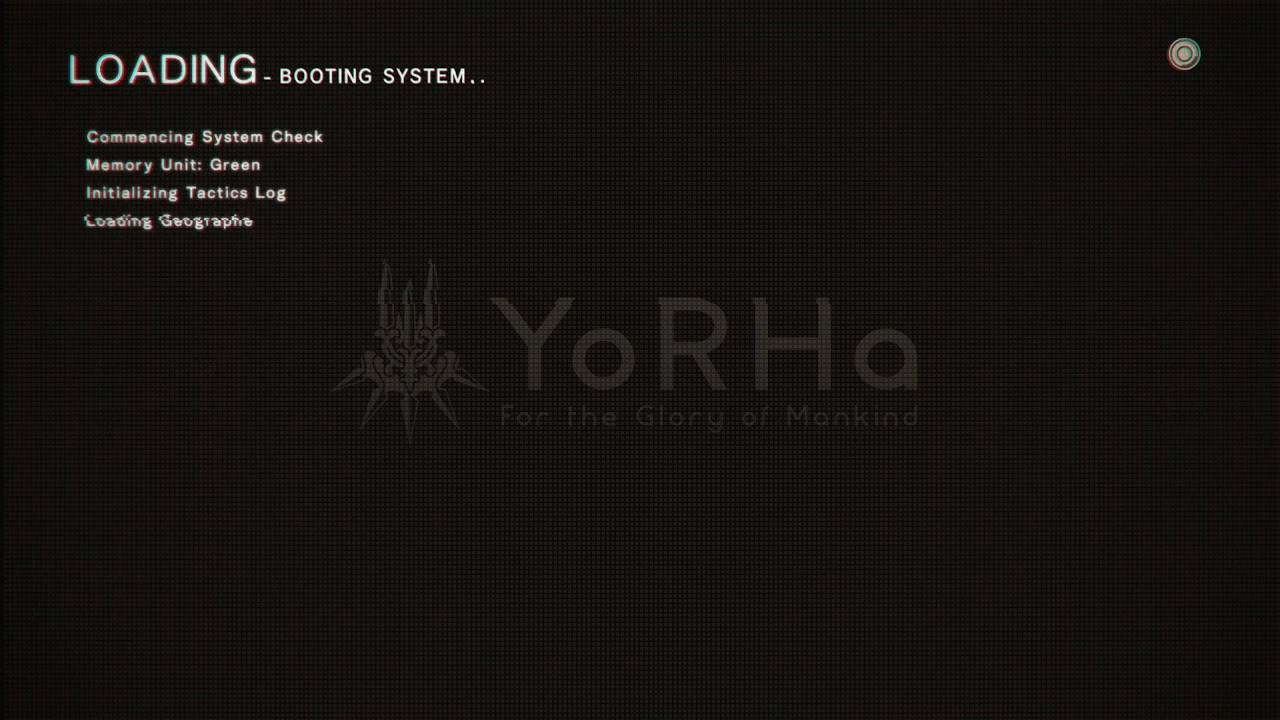 LOADING - BOOTING SYSTEM..
Commencing System Check
Memory Unit: Green
Initializing Tactics Log
Loading Geographe
YoRHa
For the Glory of Mankind